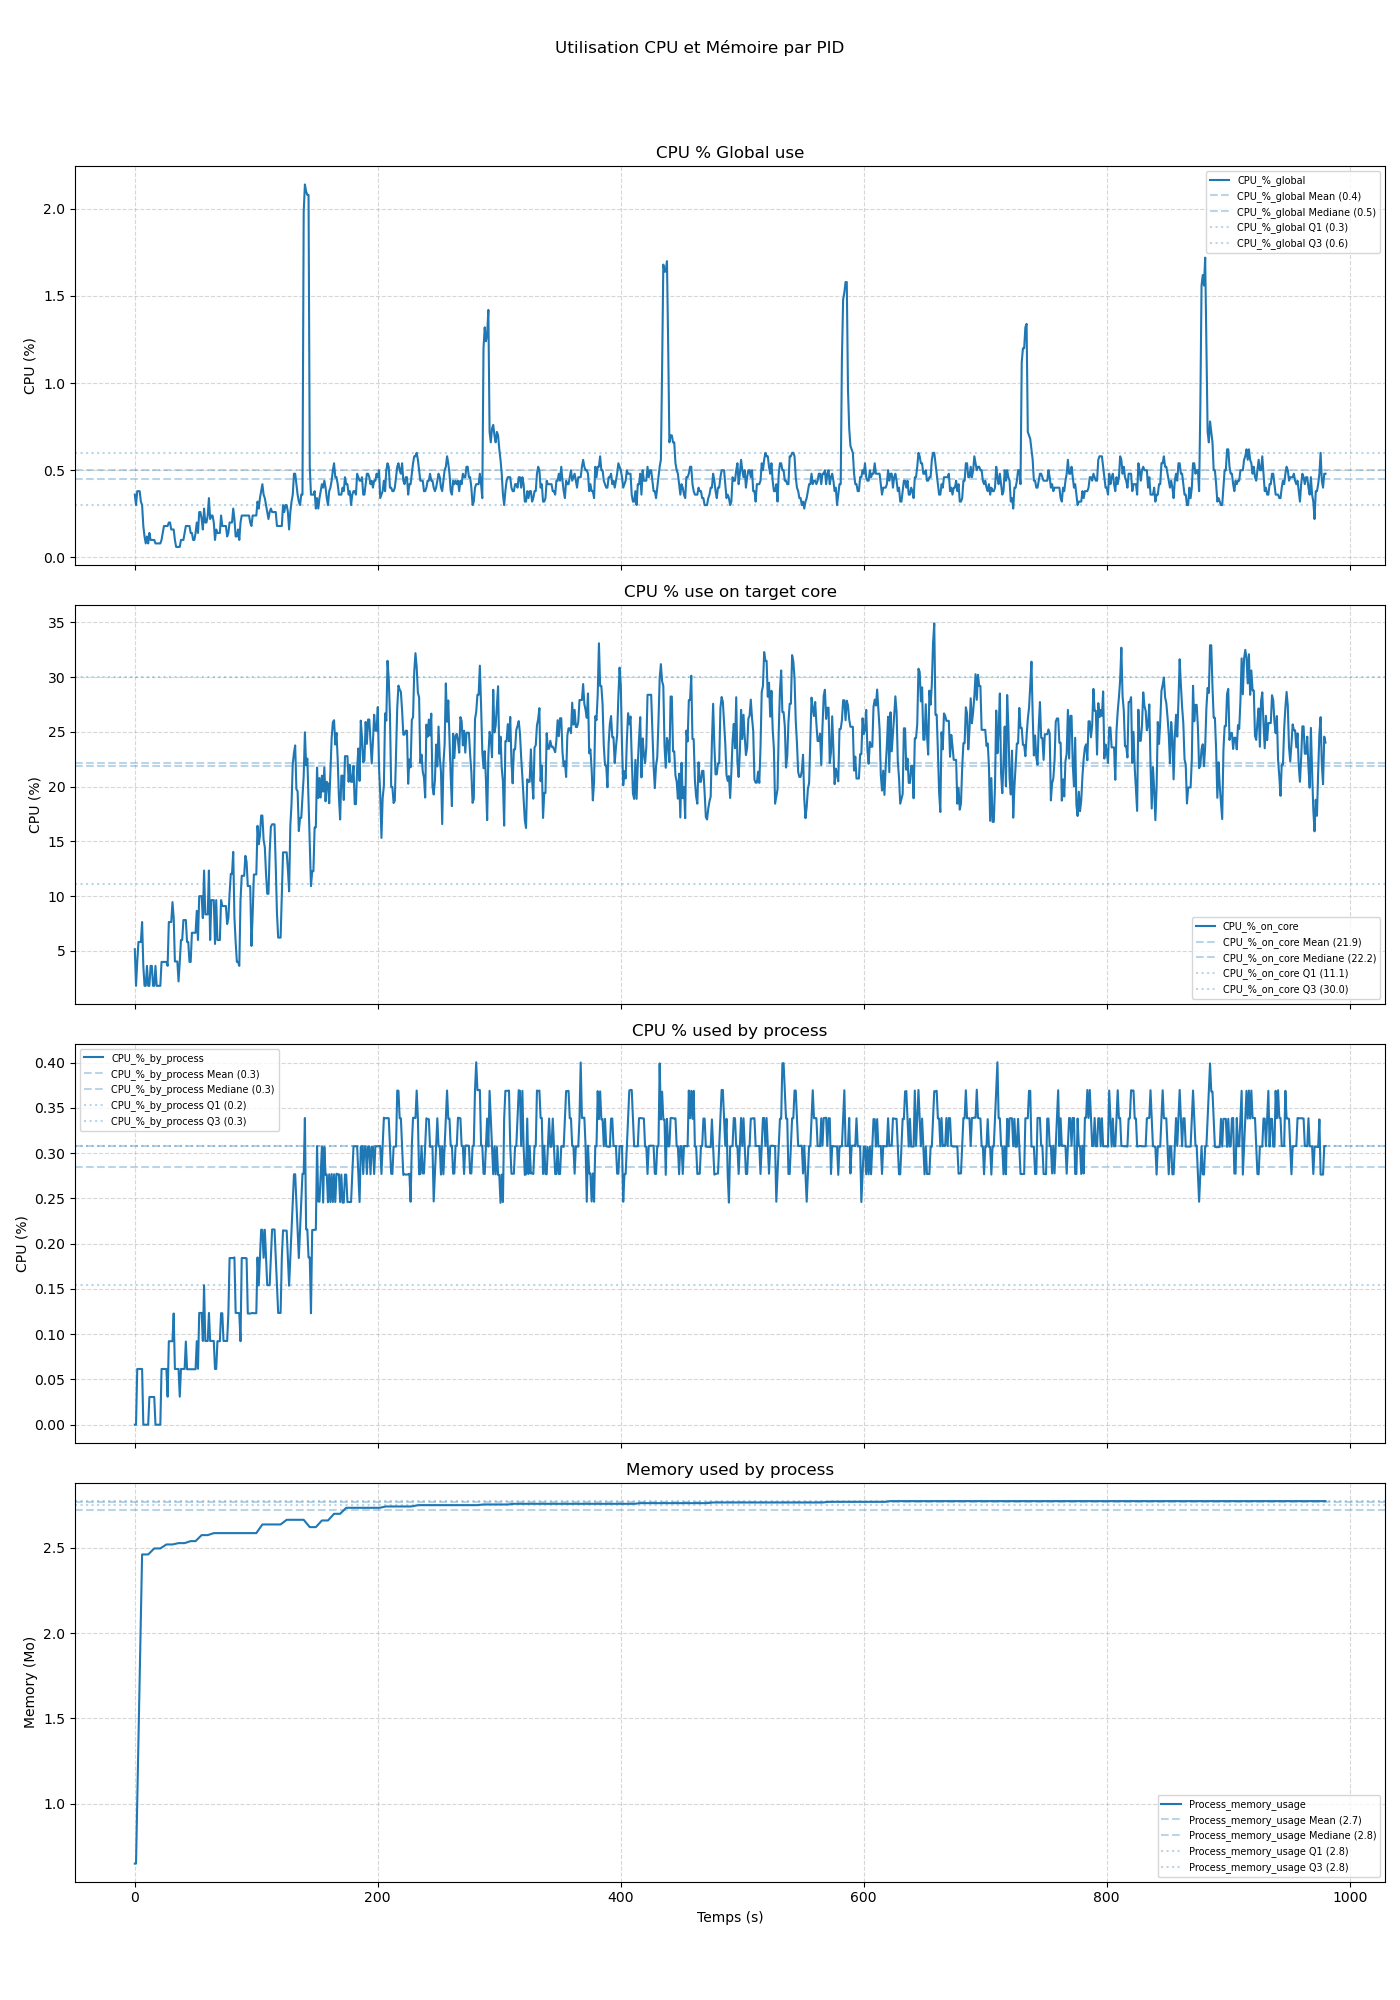 Utilisation CPU et Mémoire par PID
CPU % Global use
2.0
1.5
1.0
0.5
0.0
CPU (%)
CPU_%_global
CPU_%_global Mean (0.4)
CPU_%_global Mediane (0.5)
CPU_%_global Q1 (0.3)
CPU_%_global Q3 (0.6)
CPU % use on target core
35
30
25
20
15
10
5
CPU (%)
CPU_%_on_core
CPU_%_on_core Mean (21.9)
CPU_%_on_core Mediane (22.2)
CPU_%_on_core Q1 (11.1)
CPU_%_on_core Q3 (30.0)
CPU % used by process
0.40
0.35
0.30
0.25
0.20
0.15
0.10
0.05
0.00
CPU (%)
CPU_%_by_process
CPU_%_by_process Mean (0.3)
CPU_%_by_process Mediane (0.3)
CPU_%_by_process Q1 (0.2)
CPU_%_by_process Q3 (0.3)
Memory used by process
2.5
2.0
1.5
1.0
Memory (Mo)
Process_memory_usage
Process_memory_usage Mean (2.7)
Process_memory_usage Mediane (2.8)
Process_memory_usage Q1 (2.8)
Process_memory_usage Q3 (2.8)
0 200 400 600 800 1000
Temps (s)